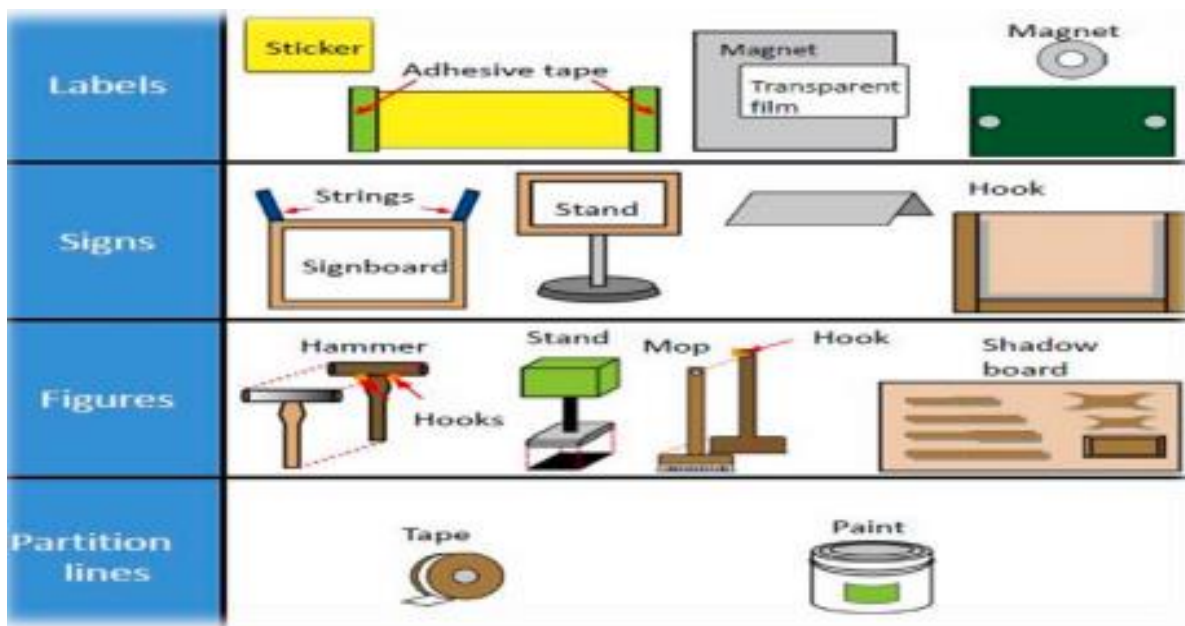 Labels
Sticker
Adhesive tape
Magnet
Transparent
film
Magnet
Signs
Strings
Signboard
Stand
Hook
Figures
Hammer
Hooks
Stand
Mop
Hook
Shadow
board
Partition
lines
Tape
Paint